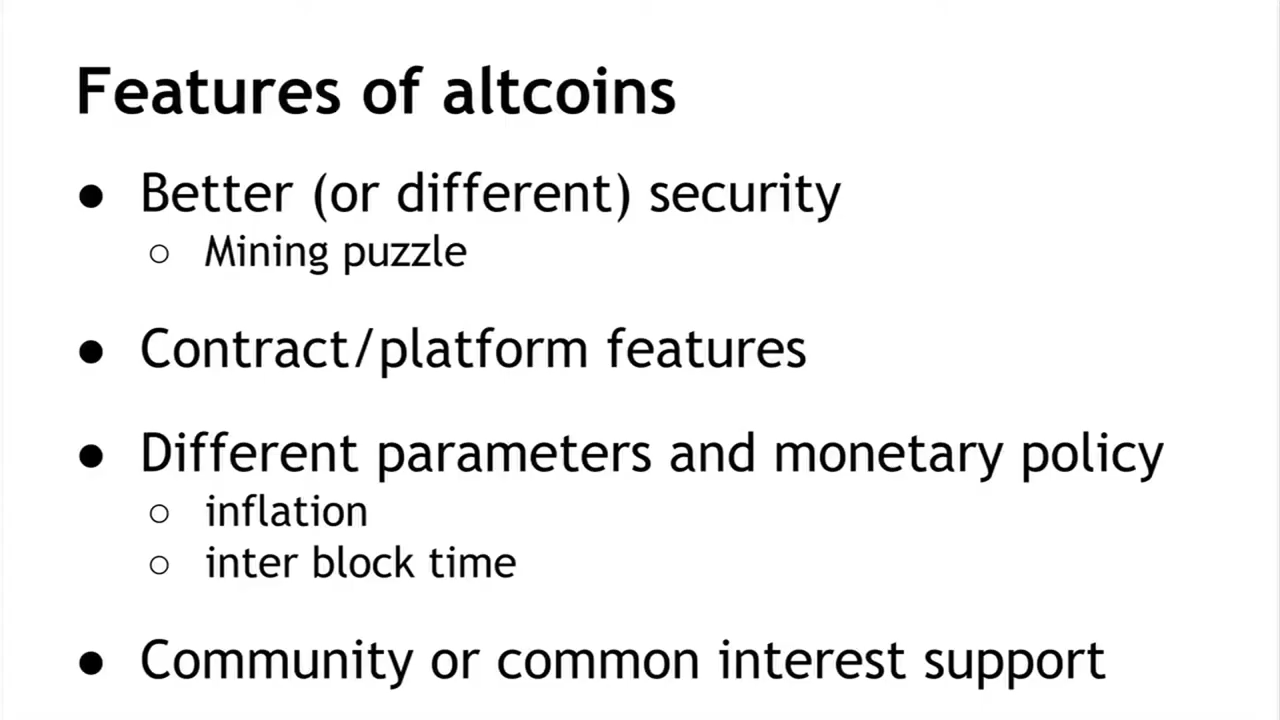 Features of altcoins
● Better (or different) security
○ Mining puzzle
● Contract/platform features
● Different parameters and monetary policy
○ inflation
○ inter block time
● Community or common interest support